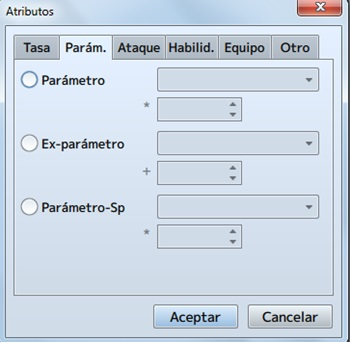 Atributos
Tasa Parám. Ataque Habilid. Equipo Otro
Parámetro
*
Ex-parámetro
+
Parámetro-Sp
*
Aceptar Cancelar